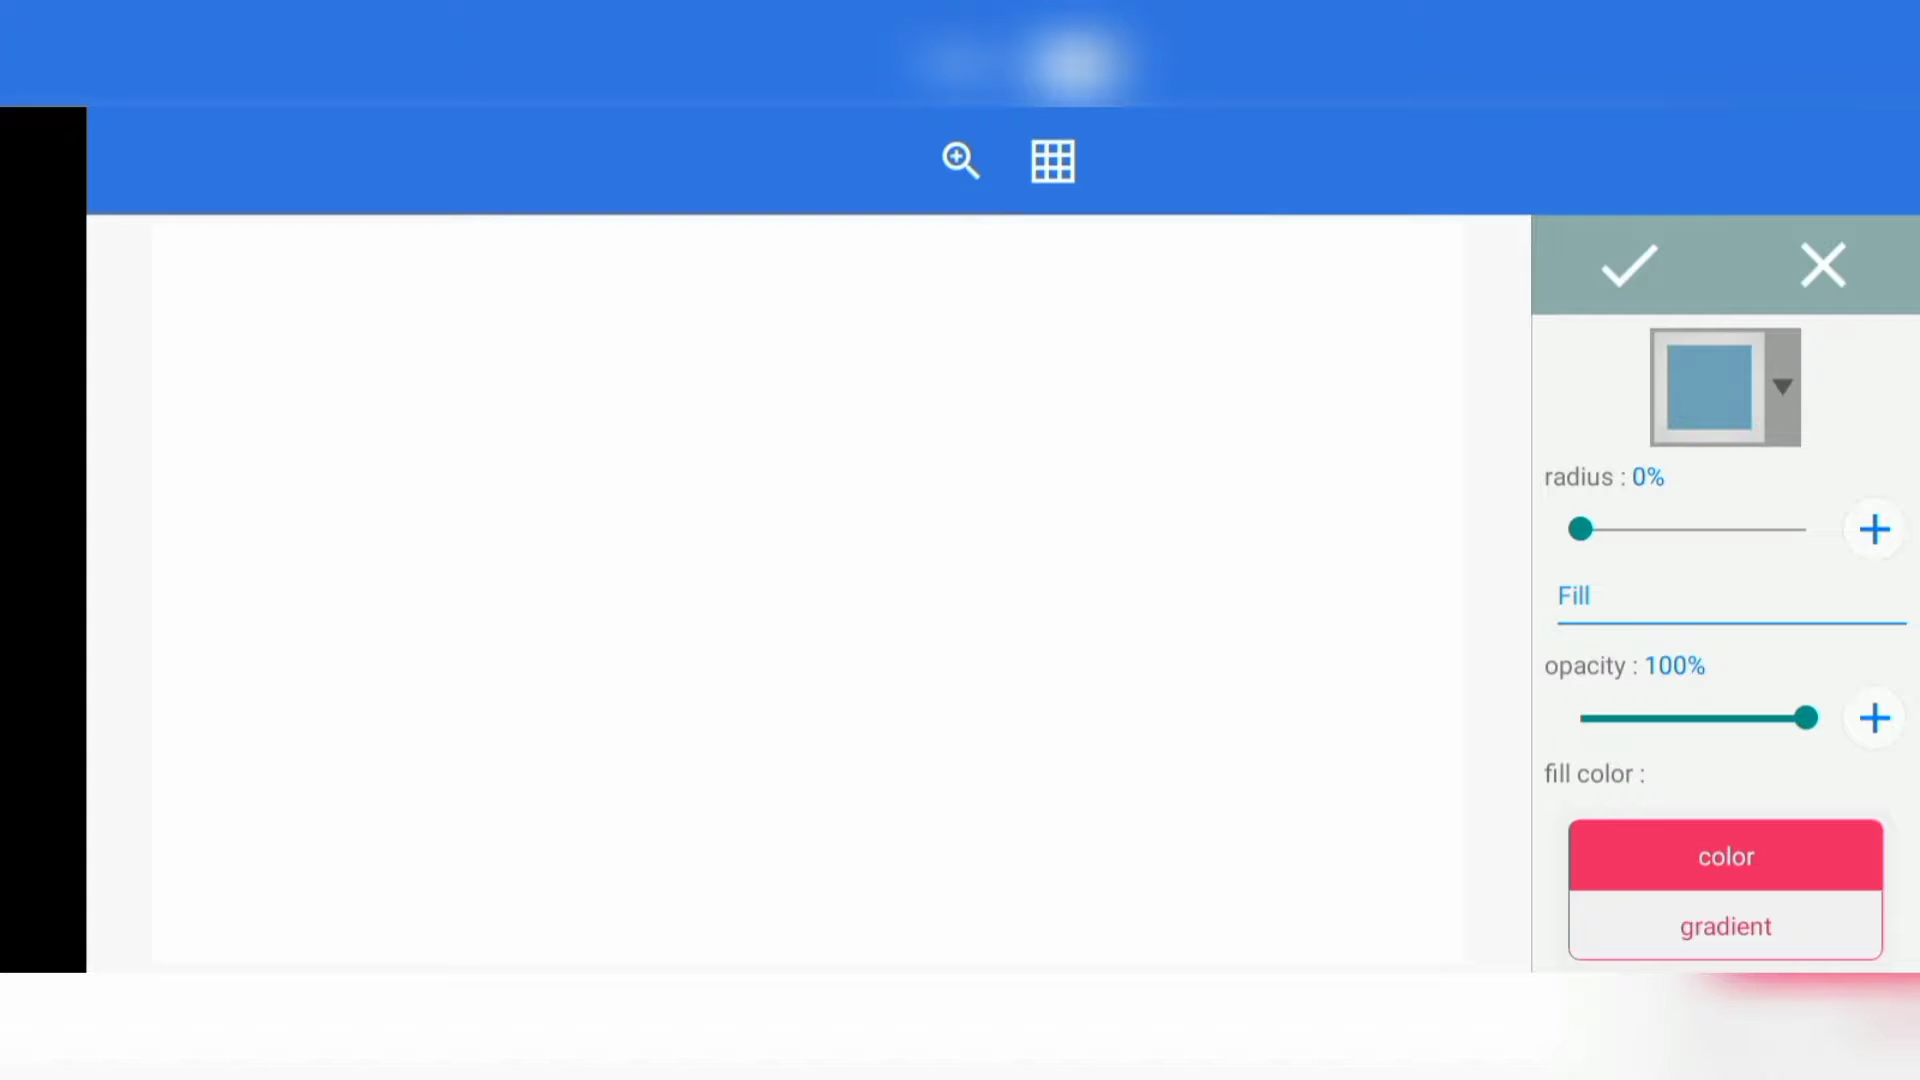 radius : 0%
Fill
opacity : 100%
fill color :
color
gradient